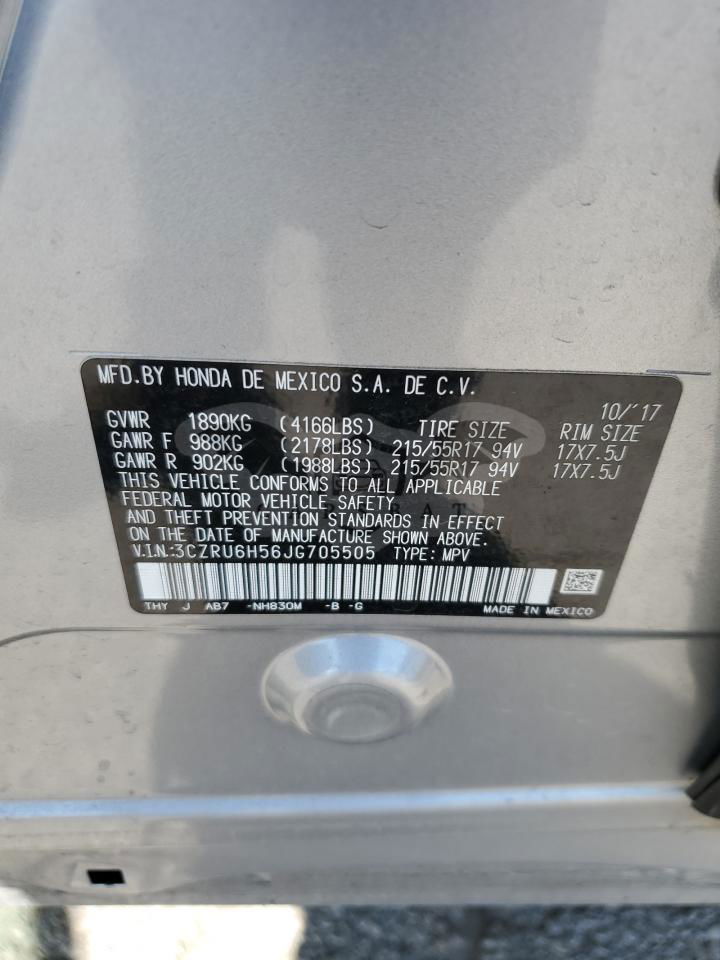 MFD.BY HONDA DE MEXICO S.A. DE C.V.
10/'17
GVWR 1890KG (4166LBS) TIRE SIZE RIM SIZE
GAWR F 988KG (2178LBS) 215/55R17 94V 17X7.5J
GAWR R 902KG (1988LBS) 215/55R17 94V 17X7.5J
THIS VEHICLE CONFORMS TO ALL APPLICABLE
FEDERAL MOTOR VEHICLE SAFETY
AND THEFT PREVENTION STANDARDS IN EFFECT
ON THE DATE OF MANUFACTURE SHOWN ABOVE.
V.I.N.:3CZRU6H56JG705505 TYPE: MPV
THY J AB7 -NH830M -B -G MADE IN MEXICO